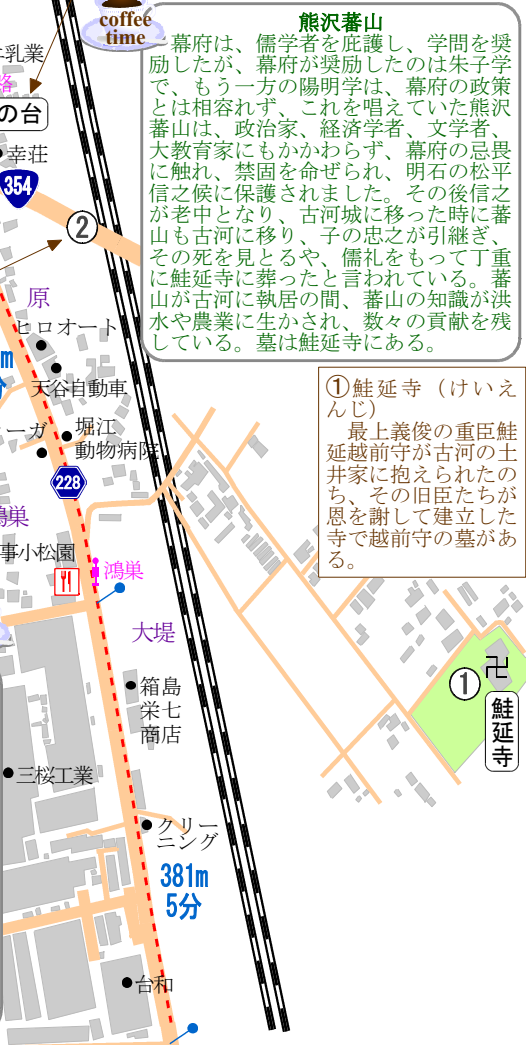 coffee
time
熊沢蕃山
幕府は、儒学者を庇護し、学問を奨
励したが、幕府が奨励したのは朱子学
で、もう一方の陽明学は、幕府の政策
とは相容れず、これを唱えていた熊沢
蕃山は、政治家、経済学者、文学者、
大教育家にもかかわらず、幕府の忌畏
に触れ、禁固を命ぜられ、明石の松平
信之候に保護されました。その後信之
が老中となり、古河城に移った時に蕃
山も古河に移り、子の忠之が引継ぎ、
その死を見とるや、儒礼をもって丁重
に鮭延寺に葬ったと言われている。蕃
山が古河に執居の間、蕃山の知識が洪
水や農業に生かされ、数々の貢献を残
している。墓は鮭延寺にある。
乳業
路
の台
幸荘
354
②
原
ヒロオート
天谷自動車
ーガ
堀江
動物病院
228
鴻巣
事小松園
鴻巣
大堤
①鮭延寺（けいえ
んじ）
最上義俊の重臣鮭
延越前守が古河の土
井家に抱えられたの
ち、その旧臣たちが
恩を謝して建立した
寺で越前守の墓があ
る。
①
卍
鮭延寺
箱島
栄七
商店
三桜工業
クリー
ニング
381m
5分
台和